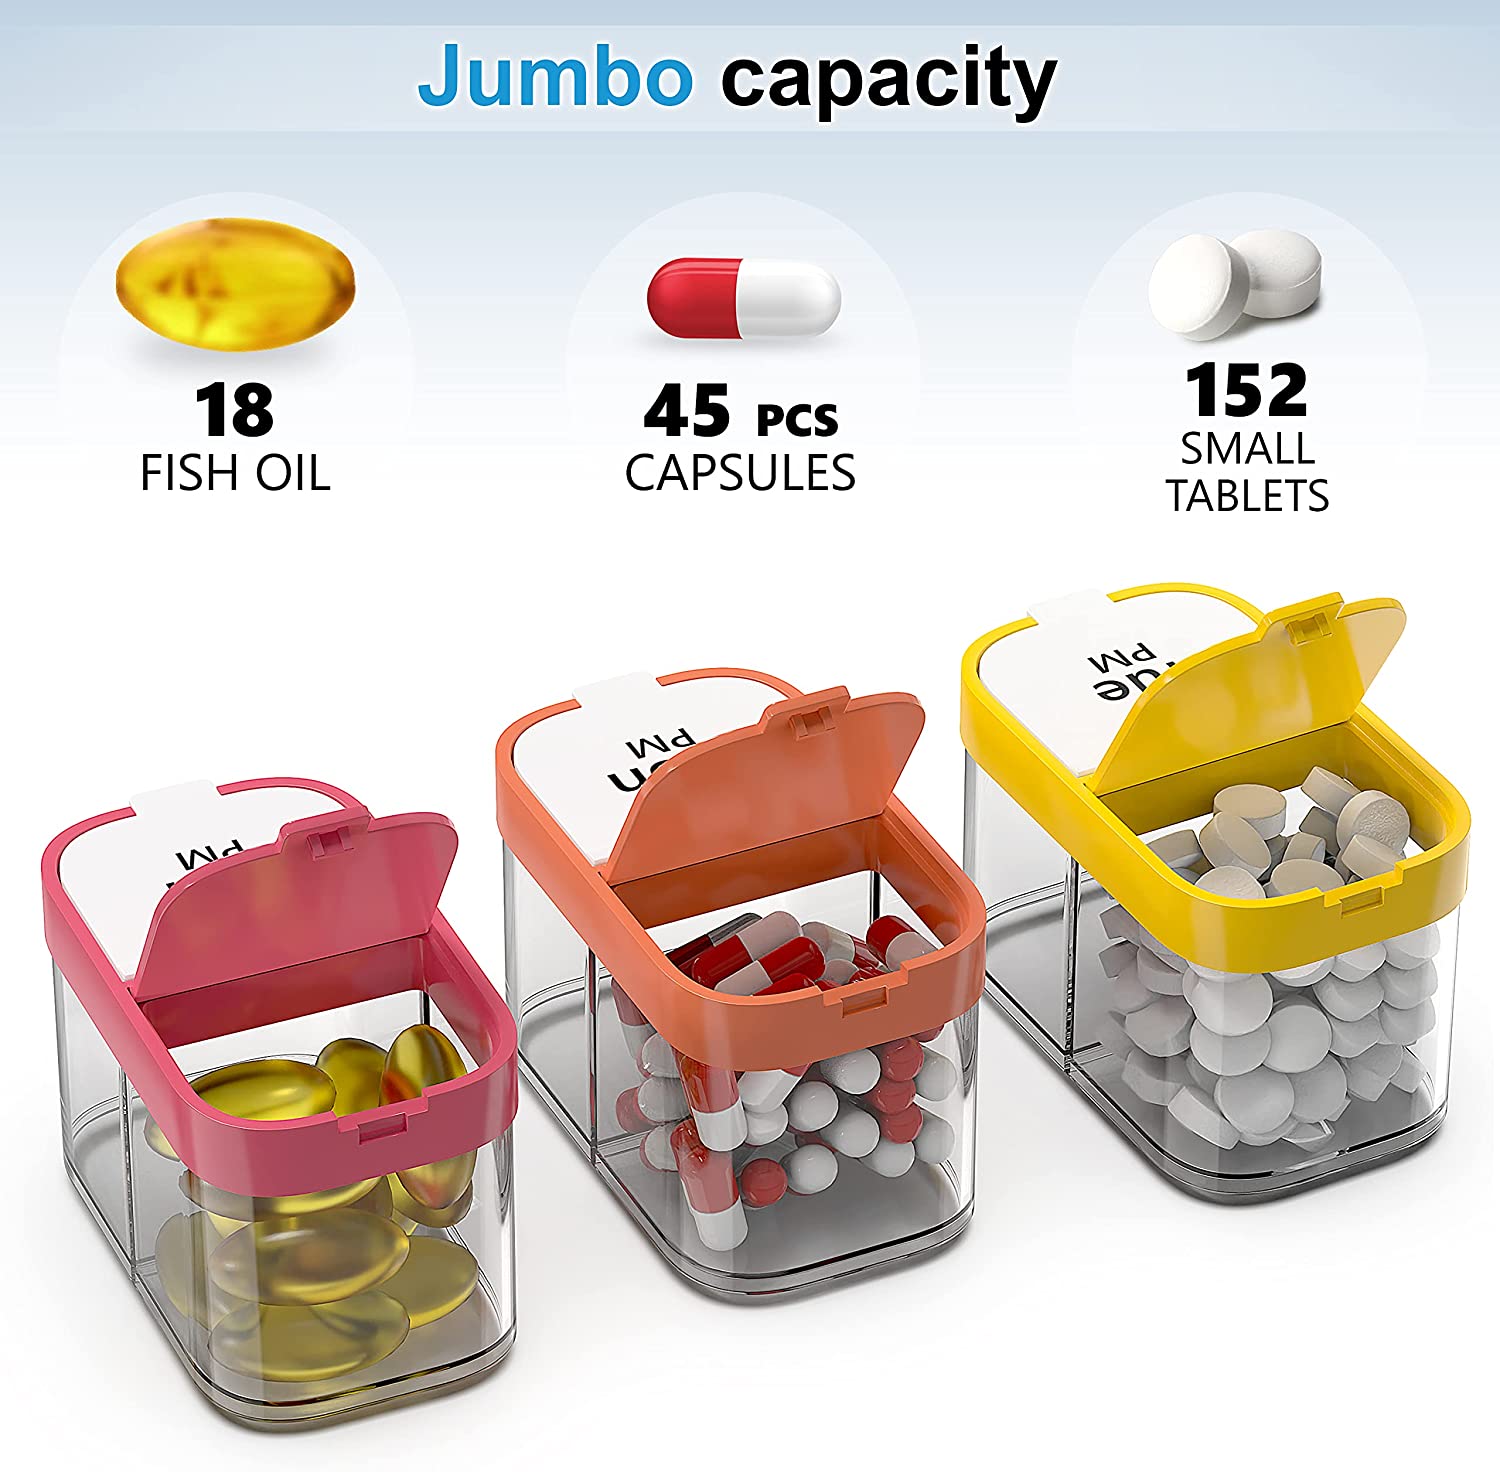 Jumbo capacity
18
FISH OIL
45 PCS
CAPSULES
152
SMALL
TABLETS
PM
PM
PM